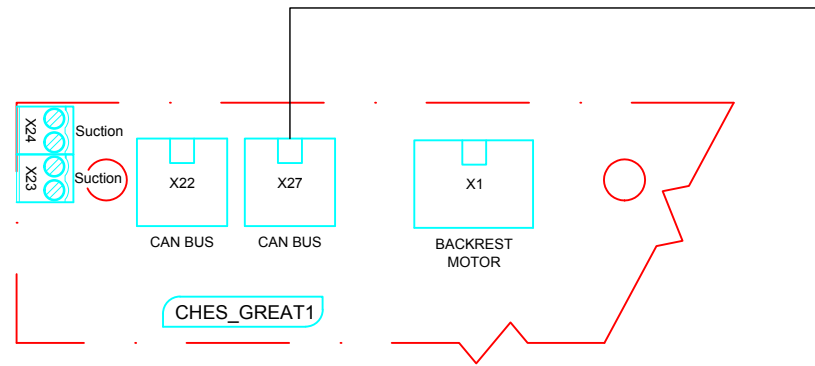 X24
Suction
X23
Suction
X22
X27
X1
CAN BUS
CAN BUS
BACKREST
MOTOR
CHES_GREAT1